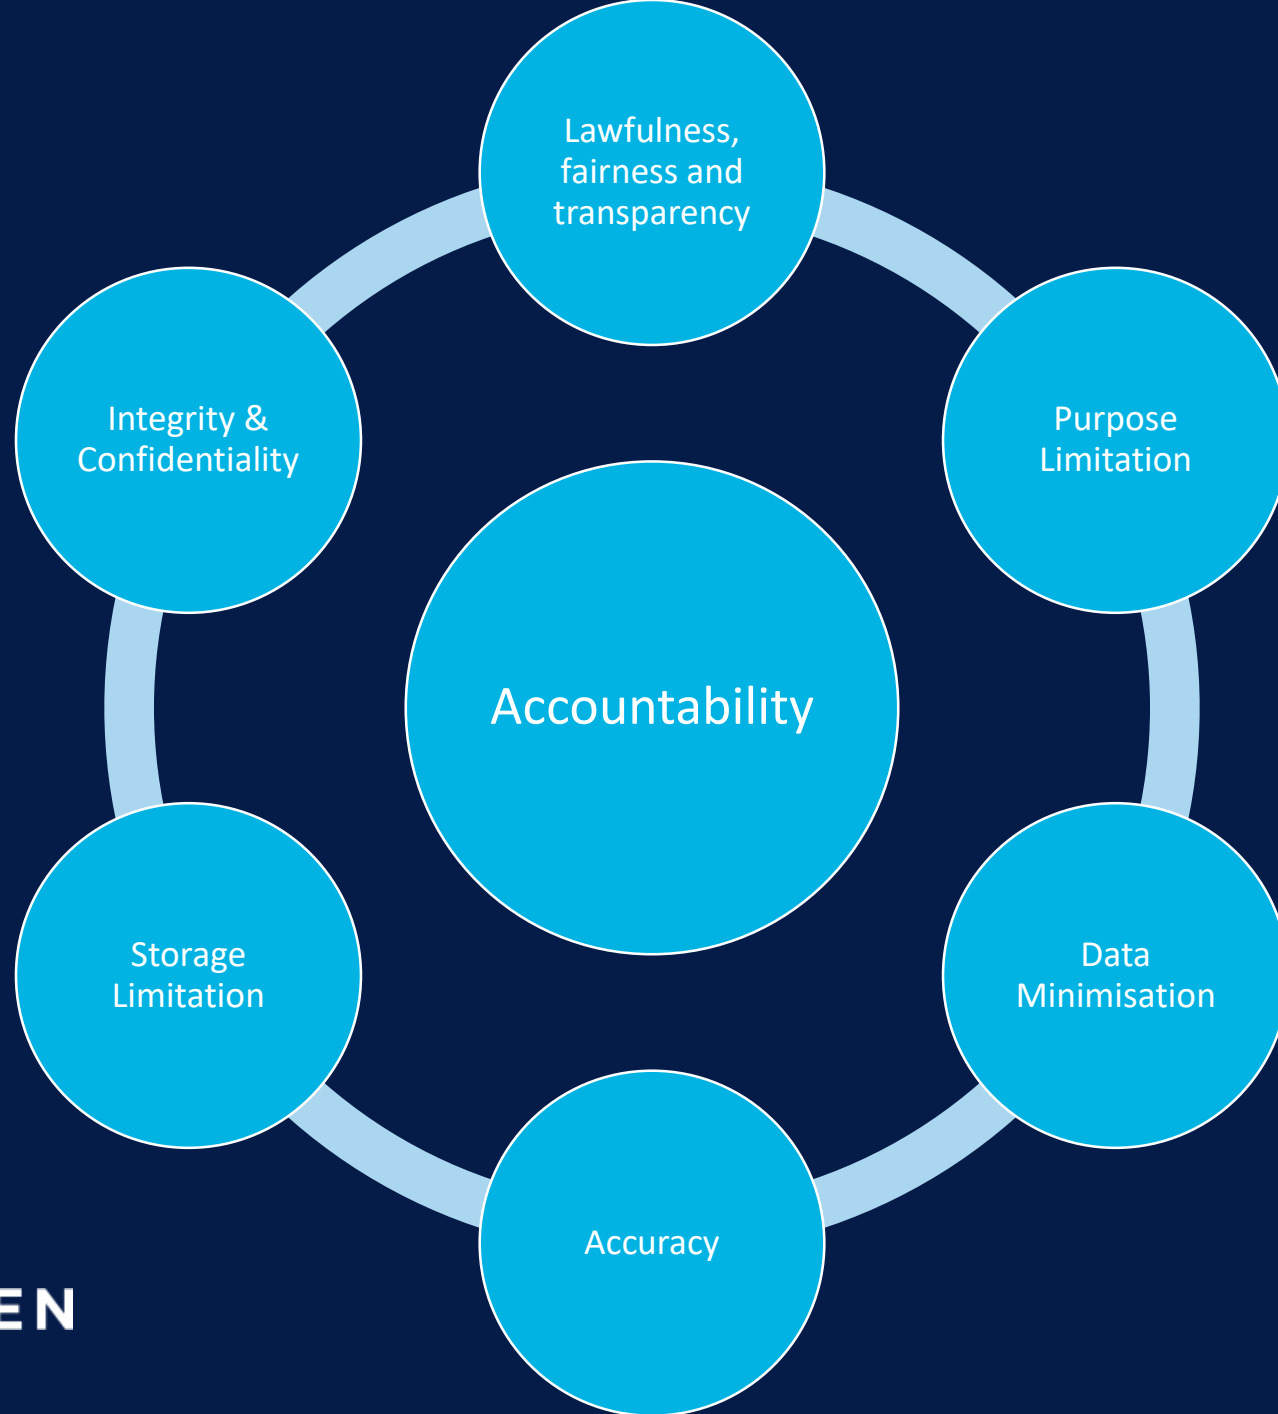 Lawfulness,
fairness and
transparency
Purpose
Limitation
Data
Minimisation
Accuracy
Storage
Limitation
Integrity &
Confidentiality
Accountability
EN